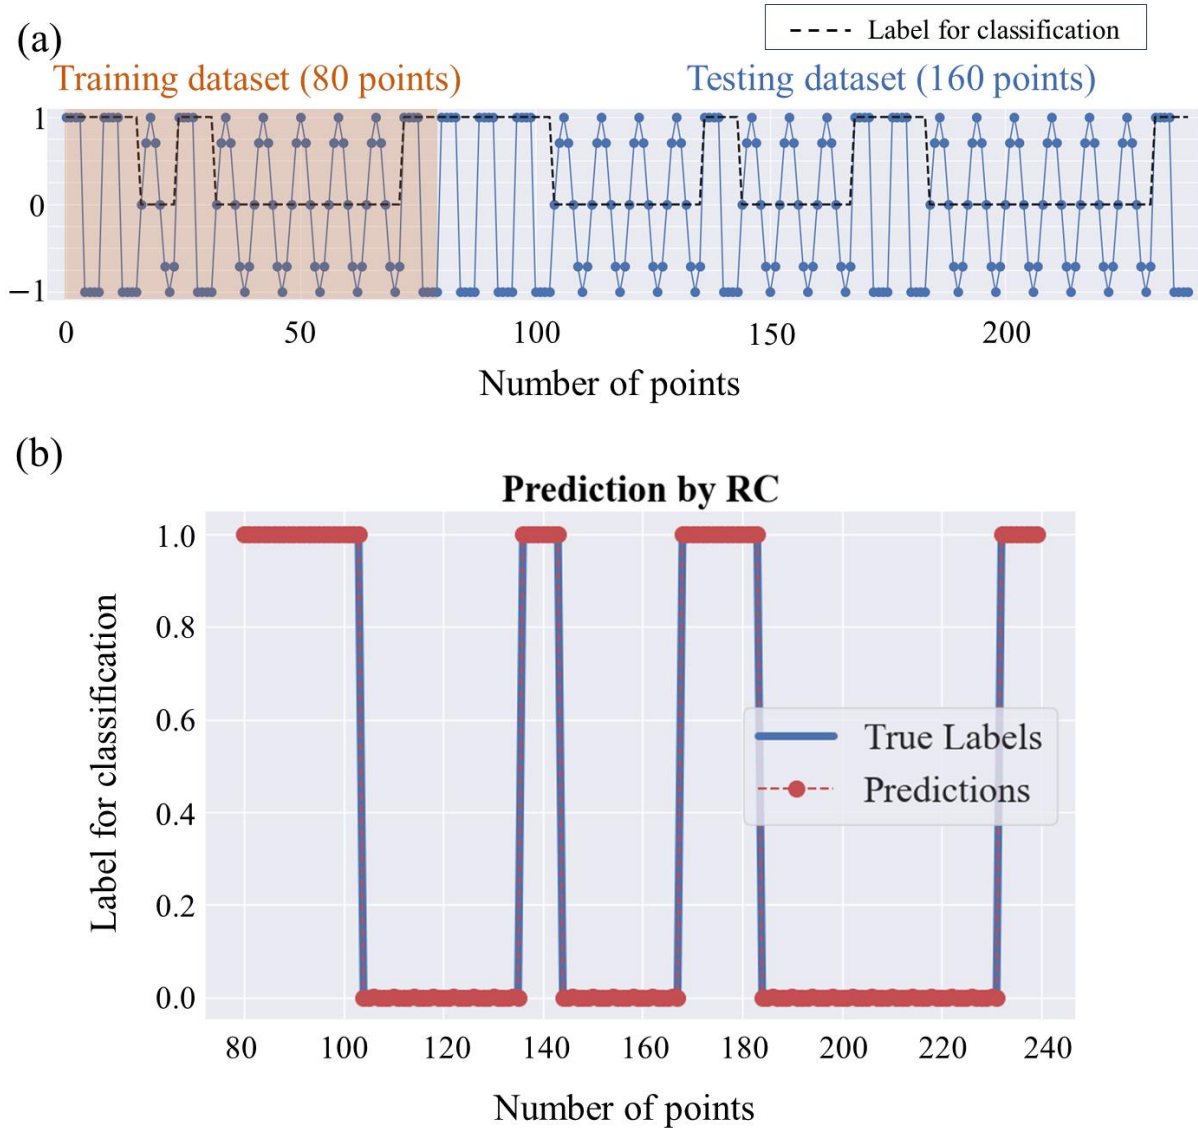 (a)
Label for classification
Training dataset (80 points)
Testing dataset (160 points)
1
0
−1
0 50 100 150 200
Number of points
(b)
Prediction by RC
1.0
0.8
0.6
0.4
0.2
0.0
Label for classification
True Labels
Predictions
80 100 120 140 160 180 200 220 240
Number of points